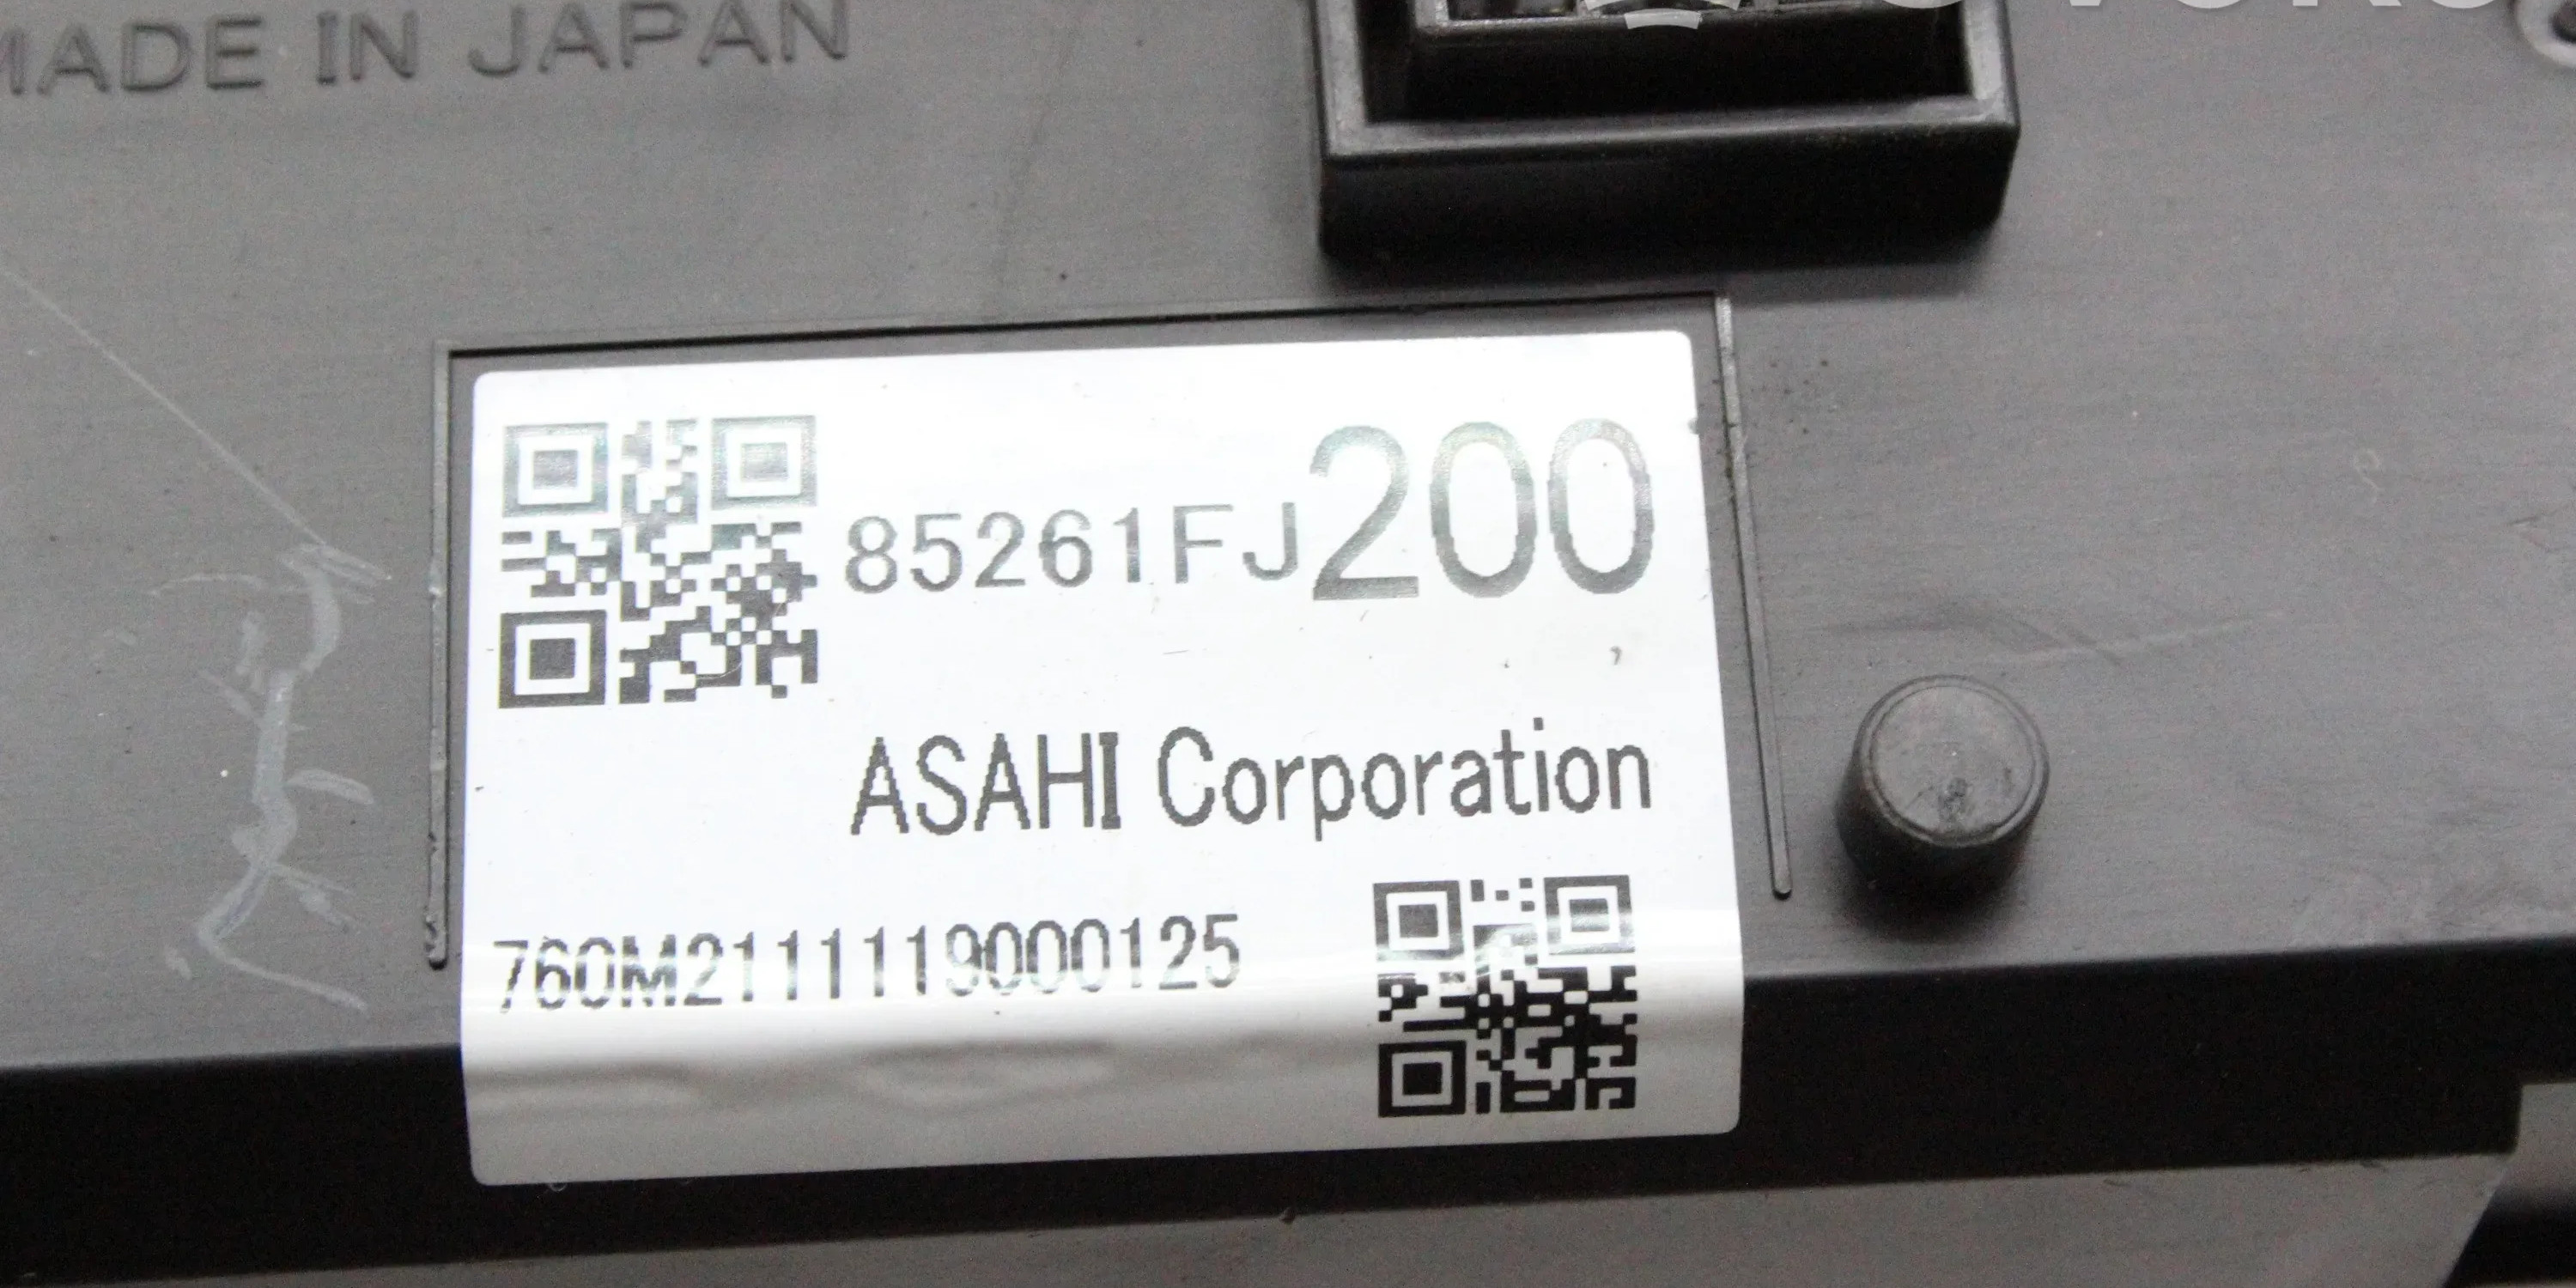 MADE IN JAPAN
85261FJ200
ASAHI Corporation
760M2111119000125